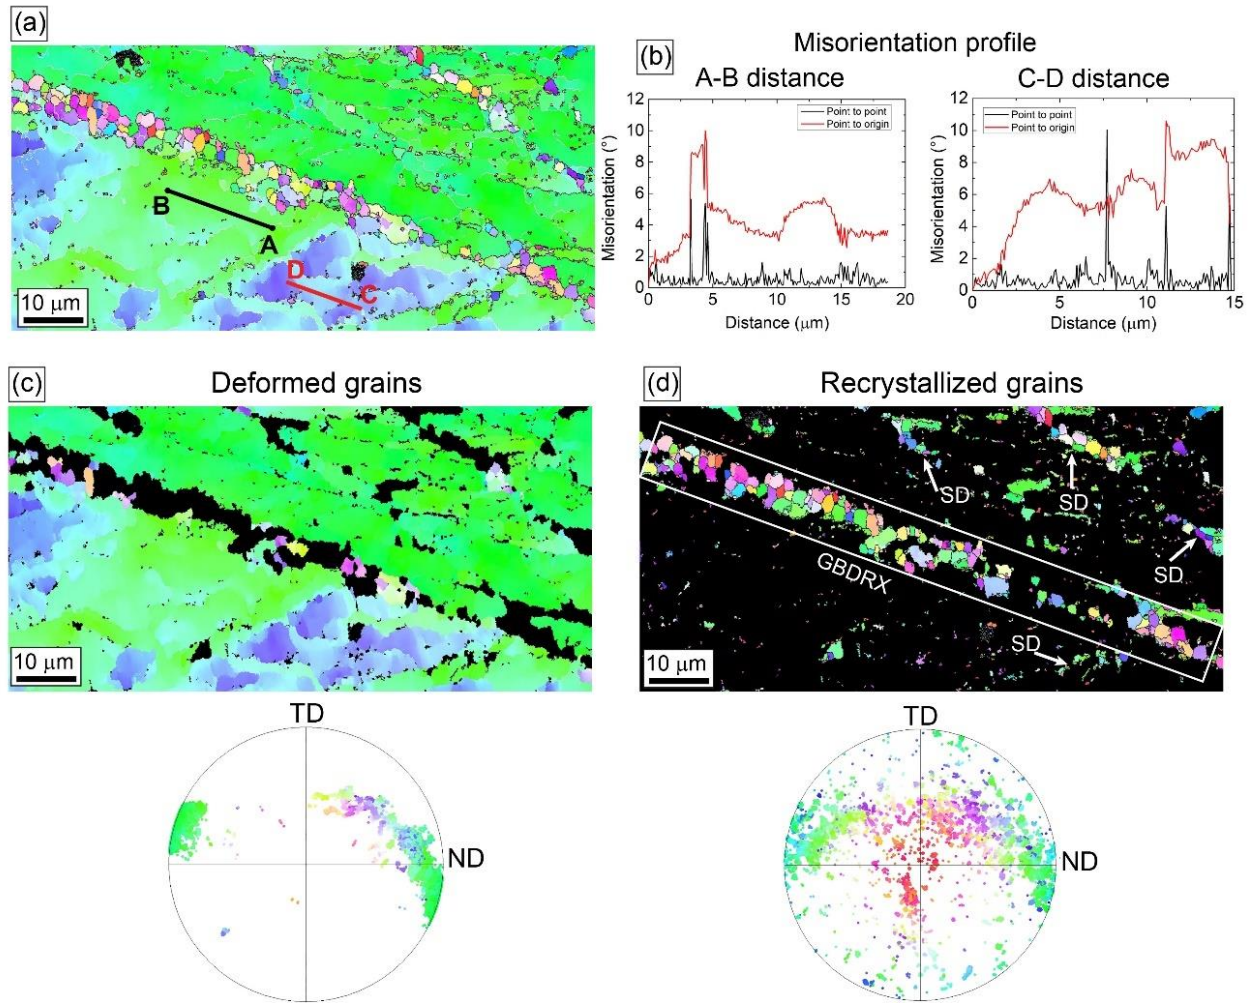 (a)
B
A
D
C
10 μm
(b)
Misorientation profile
A-B distance
C-D distance
Misorientation (°)
12
10
8
6
4
2
0
Point to point
Point to origin
0
5
10
15
20
Distance (μm)
Misorientation (°)
12
10
8
6
4
2
0
Point to point
Point to origin
0
5
10
15
Distance (μm)
(c)
Deformed grains
10 μm
TD
ND
(d)
Recrystallized grains
SD
SD
SD
GBDRX
SD
10 μm
TD
ND